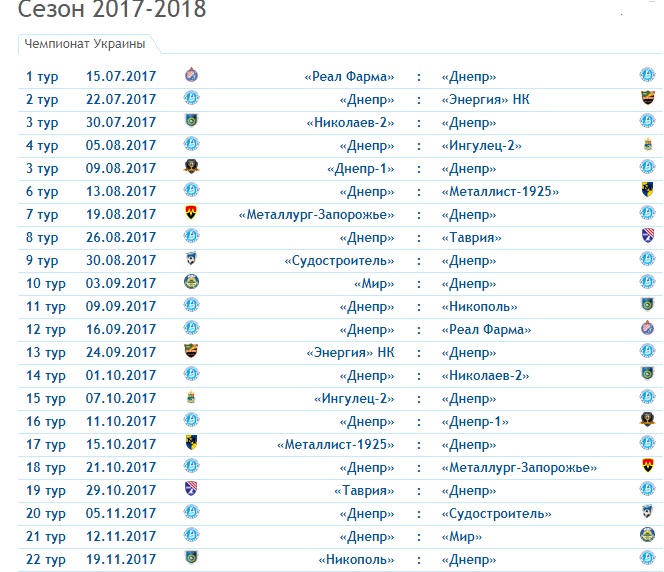 Сезон 2017-2018
Чемпионат Украины
1 тур 15.07.2017 «Реал Фарма» : «Днепр»
2 тур 22.07.2017 «Днепр» : «Энергия» НК
3 тур 30.07.2017 «Николаев-2» : «Днепр»
4 тур 05.08.2017 «Днепр» : «Ингулец-2»
3 тур 09.08.2017 «Днепр-1» : «Днепр»
6 тур 13.08.2017 «Днепр» : «Металлист-1925»
7 тур 19.08.2017 «Металлург-Запорожье» : «Днепр»
8 тур 26.08.2017 «Днепр» : «Таврия»
9 тур 30.08.2017 «Судостроитель» : «Днепр»
10 тур 03.09.2017 «Мир» : «Днепр»
11 тур 09.09.2017 «Днепр» : «Никополь»
12 тур 16.09.2017 «Днепр» : «Реал Фарма»
13 тур 24.09.2017 «Энергия» НК : «Днепр»
14 тур 01.10.2017 «Днепр» : «Николаев-2»
15 тур 07.10.2017 «Ингулец-2» : «Днепр»
16 тур 11.10.2017 «Днепр» : «Днепр-1»
17 тур 15.10.2017 «Металлист-1925» : «Днепр»
18 тур 21.10.2017 «Днепр» : «Металлург-Запорожье»
19 тур 29.10.2017 «Таврия» : «Днепр»
20 тур 05.11.2017 «Днепр» : «Судостроитель»
21 тур 12.11.2017 «Днепр» : «Мир»
22 тур 19.11.2017 «Никополь» : «Днепр»